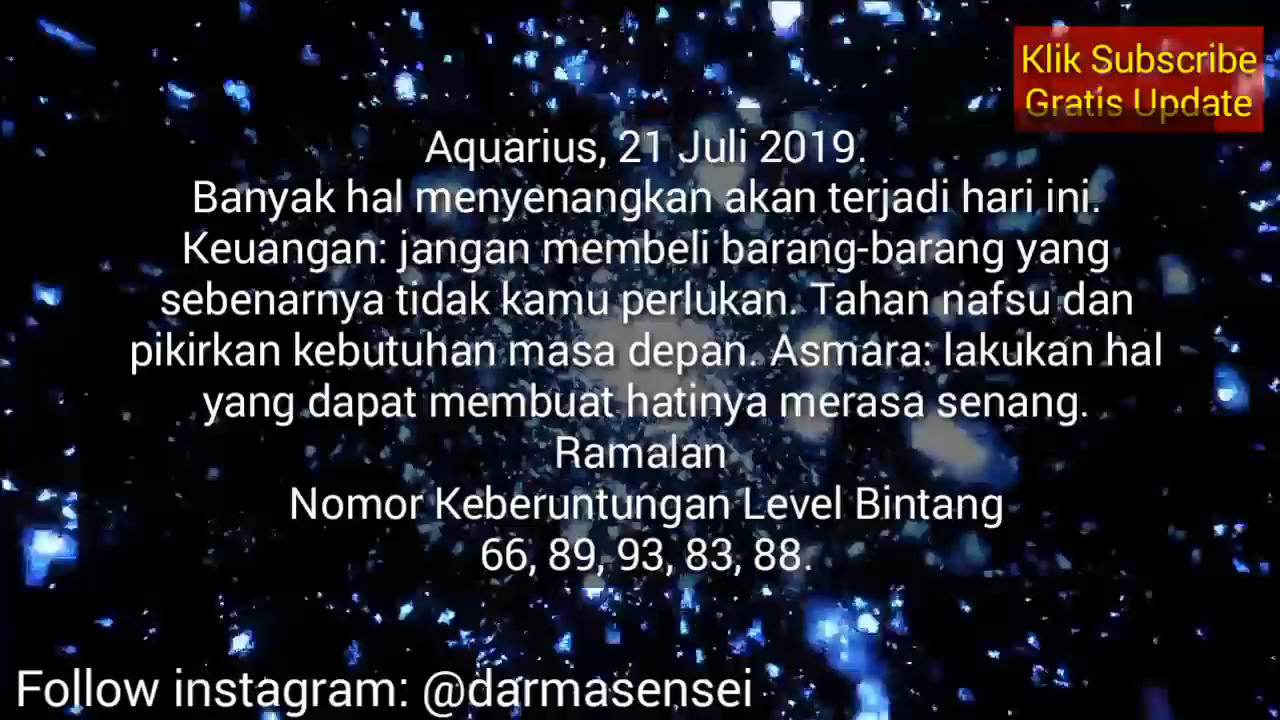 Klik Subscribe
Gratis Update
Aquarius, 21 Juli 2019.
Banyak hal menyenangkan akan terjadi hari ini.
Keuangan: jangan membeli barang-barang yang
sebenarnya tidak kamu perlukan. Tahan nafsu dan
pikirkan kebutuhan masa depan. Asmara: lakukan hal
yang dapat membuat hatinya merasa senang.
Ramalan
Nomor Keberuntungan Level Bintang
66, 89, 93, 83, 88.
Follow instagram: @darmasensei